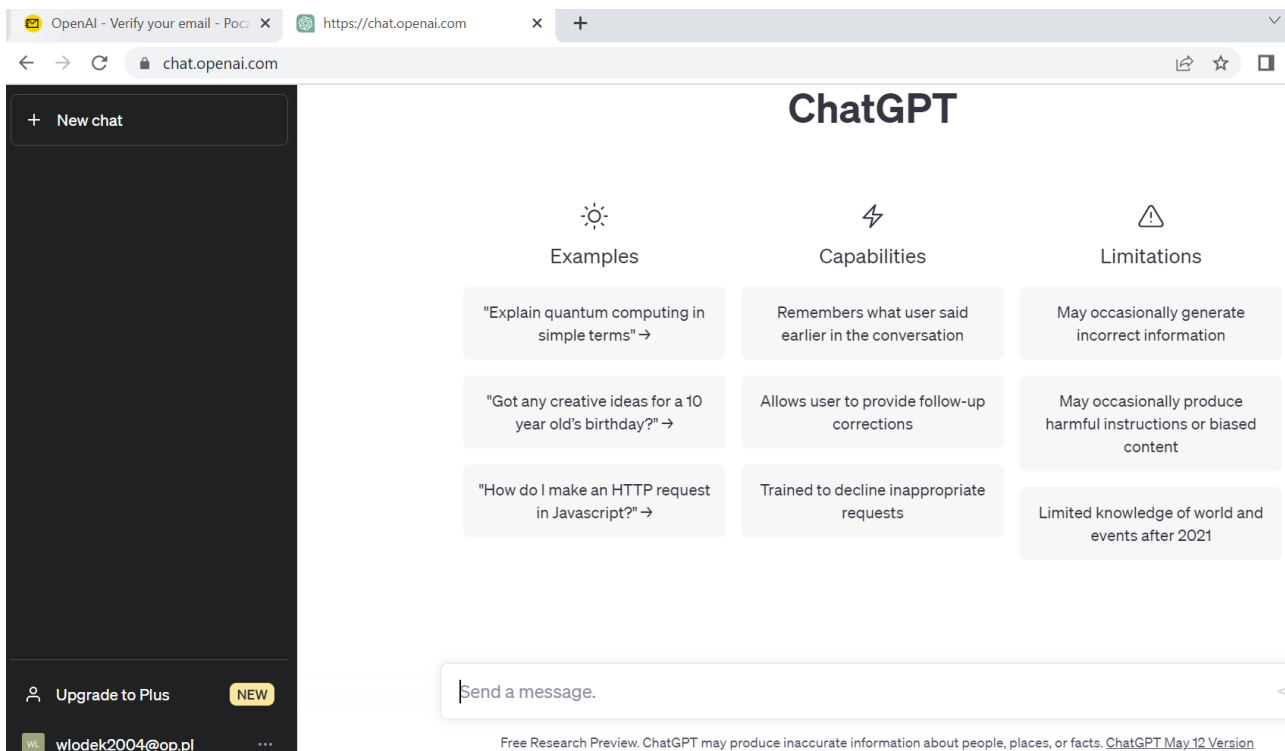 OpenAI - Verify your email - Pocz
https://chat.openai.com
chat.openai.com
New chat
ChatGPT
Examples
Capabilities
Limitations
"Explain quantum computing in
simple terms" →
Remembers what user said
earlier in the conversation
May occasionally generate
incorrect information
"Got any creative ideas for a 10
year old's birthday?" →
Allows user to provide follow-up
corrections
May occasionally produce
harmful instructions or biased
content
"How do I make an HTTP request
in Javascript?" →
Trained to decline inappropriate
requests
Limited knowledge of world and
events after 2021
Upgrade to Plus NEW
Send a message.
WL wlodek2004@op.pl
Free Research Preview. ChatGPT may produce inaccurate information about people, places, or facts. ChatGPT May 12 Version